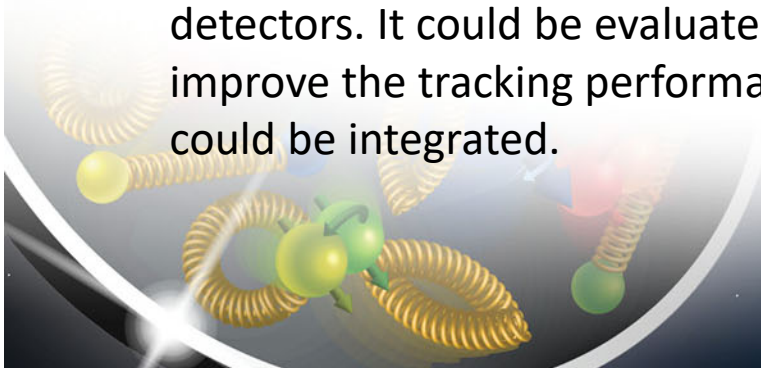 detectors. It could be evaluate
improve the tracking performa
could be integrated.